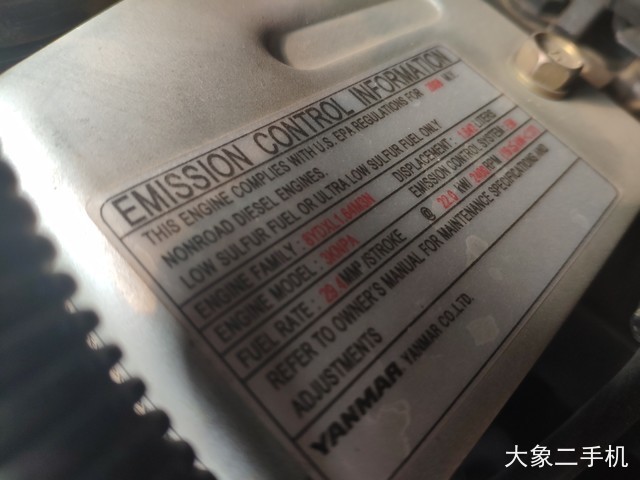 EMISSION CONTROL INFORMATION
THIS ENGINE COMPLIES WITH U.S. EPA REGULATIONS FOR M.Y.
NONROAD DIESEL ENGINES.
LOW SULFUR FUEL OR ULTRA LOW SULFUR FUEL ONLY
ENGINE FAMILY : DISPLACEMENT : LITERS
ENGINE MODEL : EMISSION CONTROL SYSTEM :
FUEL RATE : MM³ /STROKE @ kW/ RPM
REFER TO OWNER'S MANUAL FOR MAINTENANCE SPECIFICATIONS AND
ADJUSTMENTS
YANMAR YANMAR CO.,LTD.
大象二手机